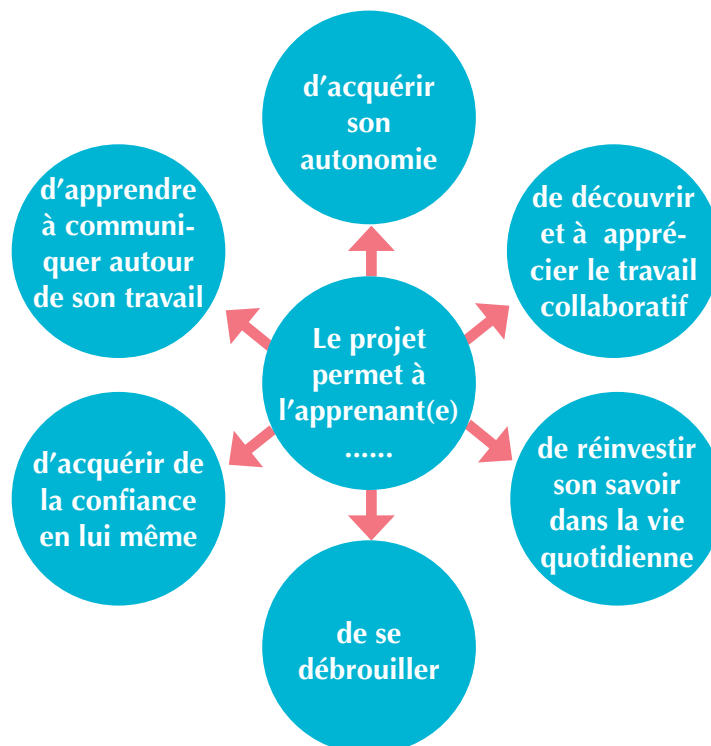 d'acquérir
son
autonomie
d'apprendre
à communi-
quer autour
de son travail
de découvrir
et à appré-
cier le travail
collaboratif
Le projet
permet à
l'apprenant(e)
......
d'acquérir de
la confiance
en lui même
de réinvestir
son savoir
dans la vie
quotidienne
de se
débrouiller